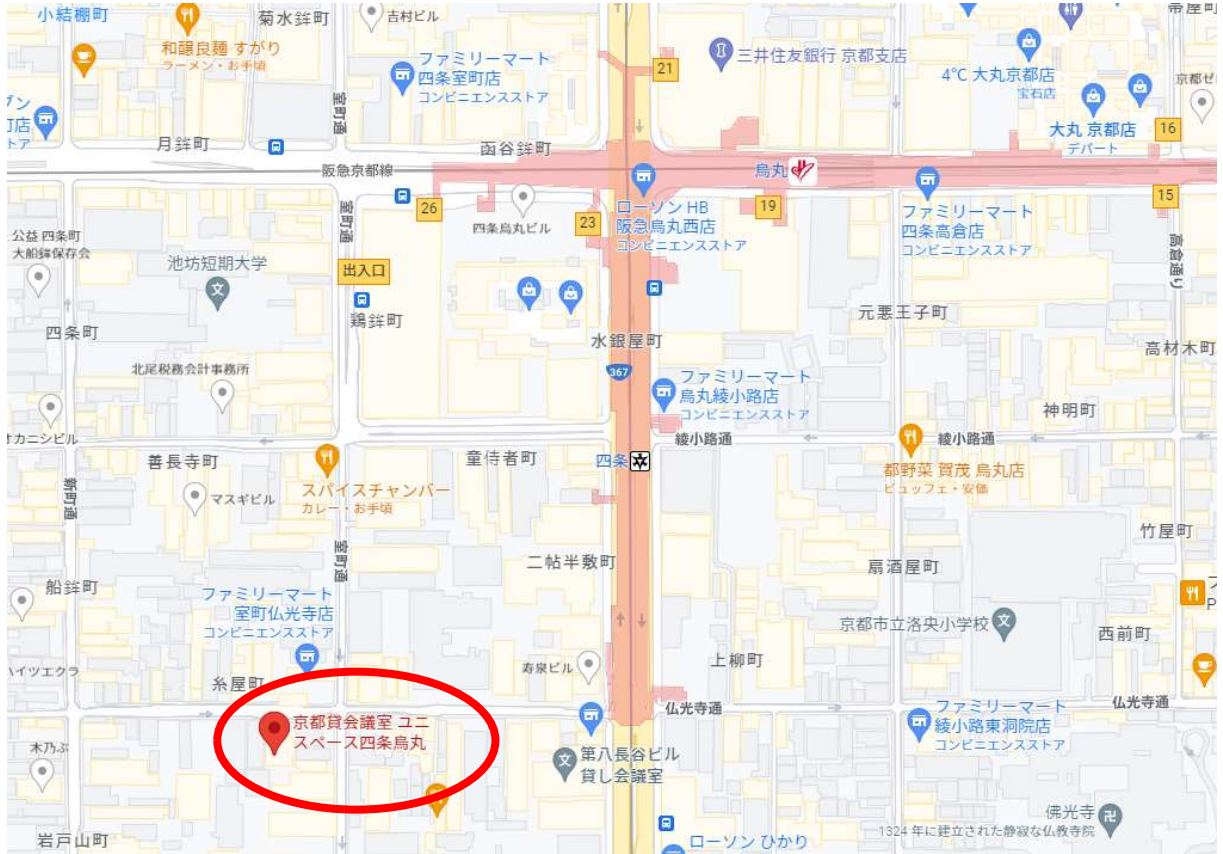 小結棚町
菊水鉾町
吉村ビル
和醸良麺 すがり
ラーメン・お手頃
ファミリーマート
四条室町店
コンビニエンスストア
21
三井住友銀行 京都支店
4°C 大丸京都店
宝石店
大丸 京都店
デパート
16
室町通
月鉾町
函谷鉾町
阪急京都線
烏丸
26
四条烏丸ビル
23
ローソン HB
阪急烏丸西店
コンビニエンスストア
19
ファミリーマート
四条高倉店
コンビニエンスストア
15
室町通
高倉通り
公益 四条町
大船鉾保存会
池坊短期大学
出入口
鶏鉾町
四条町
水銀屋町
元悪王子町
高材木町
367
北尾税務会計事務所
ファミリーマート
烏丸綾小路店
コンビニエンスストア
神明町
オカニシビル
綾小路通
綾小路通
善長寺町
童侍者町
四条
都野菜 賀茂 烏丸店
ビュッフェ・安価
スパイスチャンバー
カレー・お手頃
マスギビル
新町通
竹屋町
室町通
二帖半敷町
扇酒屋町
船鉾町
ファミリーマート
室町仏光寺店
コンビニエンスストア
京都市立洛央小学校
西前町
ハイツエクラ
寿泉ビル
上柳町
糸屋町
仏光寺通
仏光寺通
京都貸会議室 ユニ
スペース四条烏丸
ファミリーマート
綾小路東洞院店
コンビニエンスストア
木乃ぶ
第八長谷ビル
貸し会議室
佛光寺
1324 年に建立された静寂な仏教寺院
岩戸山町
ローソン ひかり